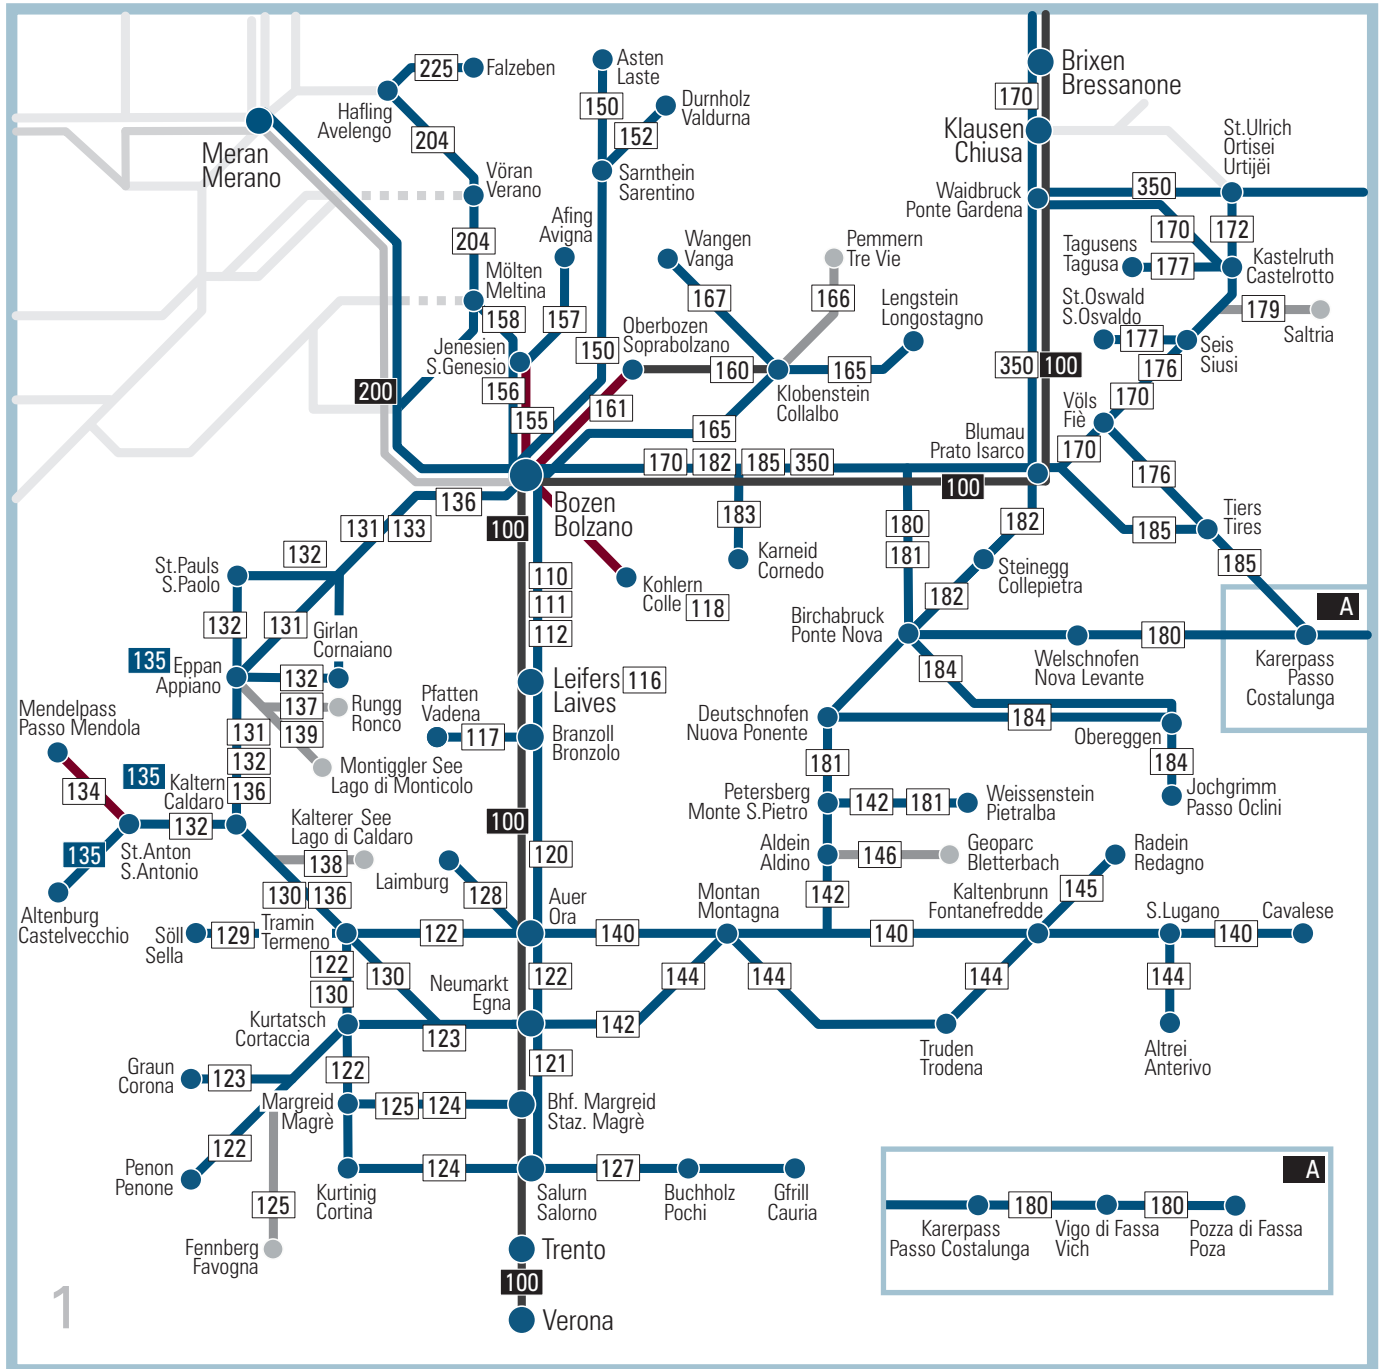 225
Falzeben
Hafling
Avelengo
204
Meran
Merano
Vöran
Verano
204
Mölten
Meltina
Asten
Laste
150
Durnholz
Valdurna
152
Sarnthein
Sarentino
Afing
Avigna
157
158
Jenesien
S.Genesio
156
155
150
Wangen
Vanga
167
Pemmern
Tre Vie
166
Lengstein
Longostagno
Oberbozen
Soprabolzano
160
161
165
Klobenstein
Collalbo
165
200
Brixen
Bressanone
170
Klausen
Chiusa
Waidbruck
Ponte Gardena
350
St.Ulrich
Ortisei
Urtijëi
170
172
Tagusens
Tagusa
177
Kastelruth
Castelrotto
St.Oswald
S.Osvaldo
177
179
Saltria
Seis
Siusi
176
170
350
100
Völs
Fiè
170
176
Blumau
Prato Isarco
170
182
185
350
100
Bozen
Bolzano
183
Karneid
Cornedo
180
181
182
Steinegg
Collepietra
182
185
Tiers
Tires
185
A
Karerpass
Passo
Costalunga
Birchabruck
Ponte Nova
180
Welschnofen
Nova Levante
184
Deutschnofen
Nuova Ponente
184
Obereggen
184
Jochgrimm
Passo Oclini
181
Petersberg
Monte S.Pietro
142
181
Weissenstein
Pietralba
Aldein
Aldino
146
Geoparc
Bletterbach
142
Radein
Redagno
145
Kaltenbrunn
Fontanefredde
136
131
133
132
St.Pauls
S.Paolo
132
131
Girlan
Cornaiano
135
Eppan
Appiano
132
137
139
Rungg
Ronco
Montiggler See
Lago di Monticolo
131
132
136
Mendelpass
Passo Mendola
134
135
Kaltern
Caldaro
132
St.Anton
S.Antonio
135
Altenburg
Castelvecchio
Kalterer See
Lago di Caldaro
138
130
136
100
110
111
112
Kohlern
Colle
118
Leifers
Laives
116
Pfatten
Vadena
117
Branzoll
Bronzolo
100
120
Laimburg
128
Auer
Ora
Söll
Sella
129
Tramin
Termeno
122
140
Montan
Montagna
140
S.Lugano
140
Cavalese
122
130
130
Neumarkt
Egna
122
144
144
144
144
Kurtatsch
Cortaccia
123
142
Truden
Trodena
Altrei
Anterivo
Graun
Corona
123
122
121
Margreid
Magrè
125
124
Bhf. Margreid
Staz. Magrè
122
Penon
Penone
124
127
Kurtinig
Cortina
Salurn
Salorno
Buchholz
Pochi
Gfrill
Cauria
125
Fennberg
Favogna
Trento
100
Verona
A
180
180
Karerpass
Passo Costalunga
Vigo di Fassa
Vich
Pozza di Fassa
Poza
1